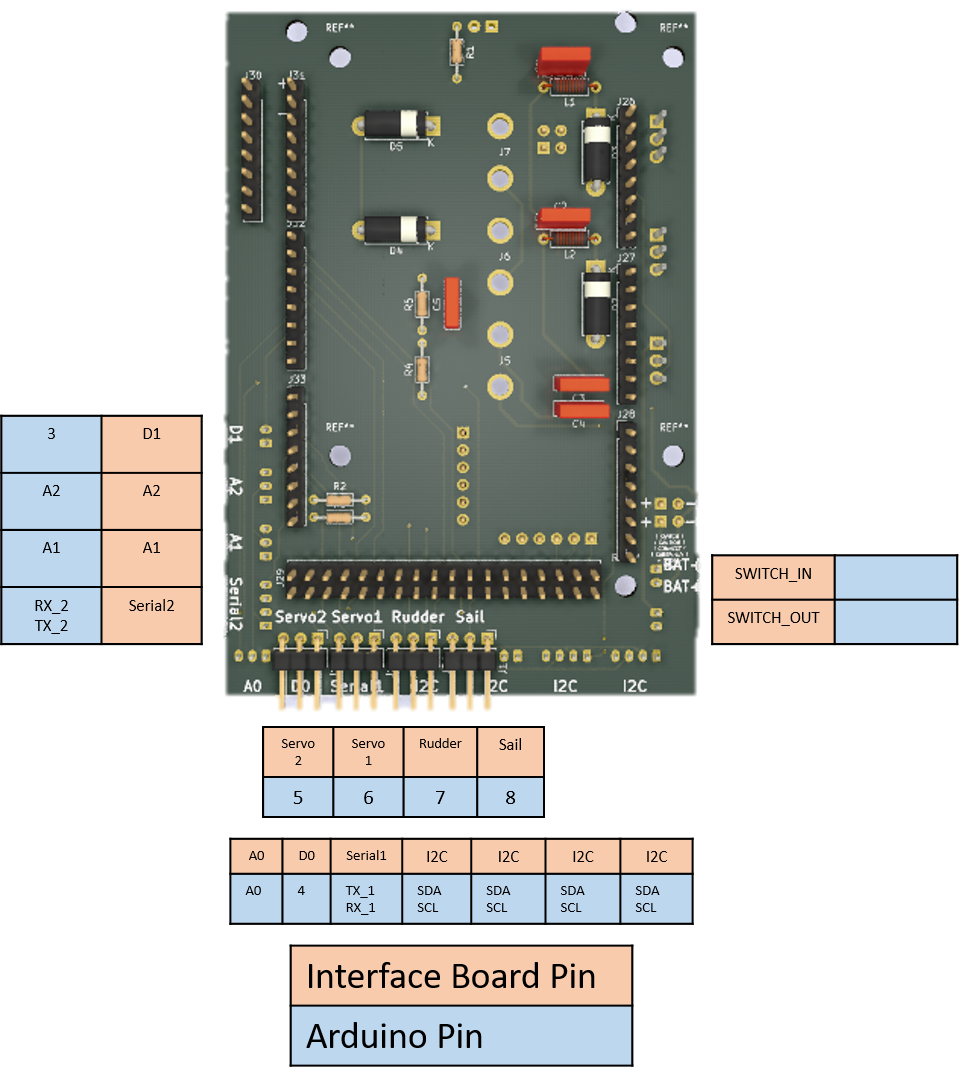 REF**
REF**
R1
J30
J31
+
−
L1
J26
D5
K
J7
C2
L2
J32
D4
K
J6
J27
R5
C5
R4
J5
J33
C3
C4
J28
D1
REF**
REF**
A2
R2
+ −
+ −
A1
BAT+
BAT-
J29
Serial2
Servo2 Servo1 Rudder Sail
A0 D0 Serial1 I2C I2C I2C I2C
3 D1
A2 A2
A1 A1
RX_2 Serial2
TX_2
SWITCH_IN
SWITCH_OUT
Servo Servo Rudder Sail
2 1
5 6 7 8
A0 D0 Serial1 I2C I2C I2C I2C
A0 4 TX_1 SDA SDA SDA SDA
RX_1 SCL SCL SCL SCL
Interface Board Pin
Arduino Pin